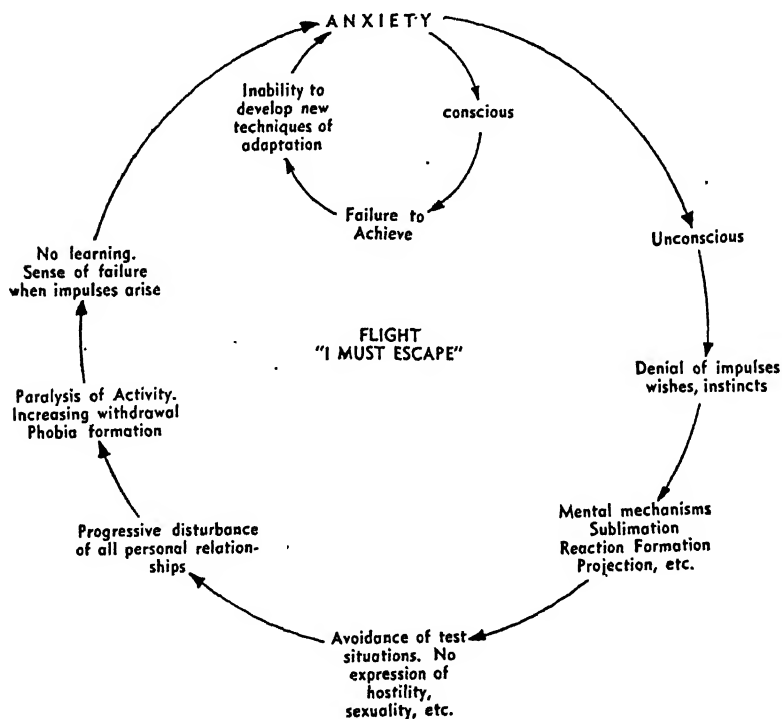 ANXIETY
Inability to
develop new
techniques of
adaptation
conscious
Failure to
Achieve
Unconscious
No learning.
Sense of failure
when impulses arise
FLIGHT
"I MUST ESCAPE"
Denial of impulses
wishes, instincts
Paralysis of Activity.
Increasing withdrawal
Phobia formation
Mental mechanisms
Sublimation
Reaction Formation
Projection, etc.
Progressive disturbance
of all personal relation-
ships
Avoidance of test
situations. No
expression of
hostility,
sexuality, etc.